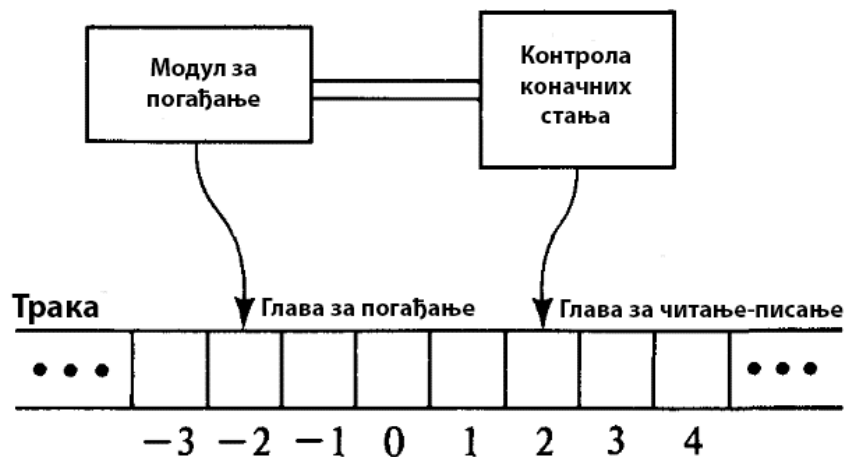 Модул за
погађање
Контрола
коначних
стања
Трака
Глава за погађање
Глава за читање-писање
−3 −2 −1 0 1 2 3 4